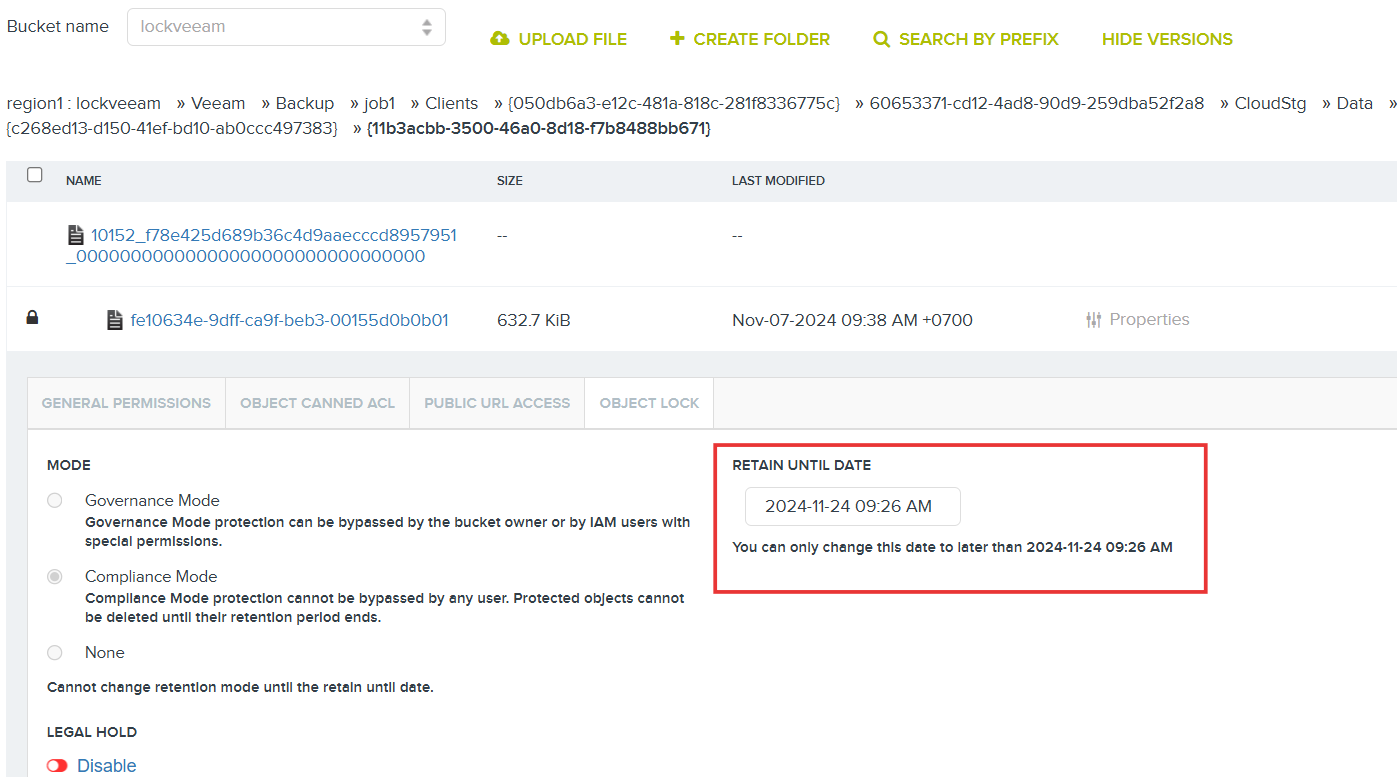 Bucket name
lockveeam
UPLOAD FILE
CREATE FOLDER
SEARCH BY PREFIX
HIDE VERSIONS
region1 : lockveeam » Veeam » Backup » job1 » Clients » {050db6a3-e12c-481a-818c-281f8336775c} » 60653371-cd12-4ad8-90d9-259dba52f2a8 » CloudStg » Data »
{c268ed13-d150-41ef-bd10-ab0ccc497383} » {11b3acbb-3500-46a0-8d18-f7b8488bb671}
NAME SIZE LAST MODIFIED
10152_f78e425d689b36c4d9aaecccd8957951 -- --
_00000000000000000000000000000000
fe10634e-9dff-ca9f-beb3-00155d0b0b01 632.7 KiB Nov-07-2024 09:38 AM +0700 Properties
GENERAL PERMISSIONS OBJECT CANNED ACL PUBLIC URL ACCESS OBJECT LOCK
MODE
Governance Mode
Governance Mode protection can be bypassed by the bucket owner or by IAM users with
special permissions.
Compliance Mode
Compliance Mode protection cannot be bypassed by any user. Protected objects cannot
be deleted until their retention period ends.
None
Cannot change retention mode until the retain until date.
LEGAL HOLD
Disable
RETAIN UNTIL DATE
2024-11-24 09:26 AM
You can only change this date to later than 2024-11-24 09:26 AM